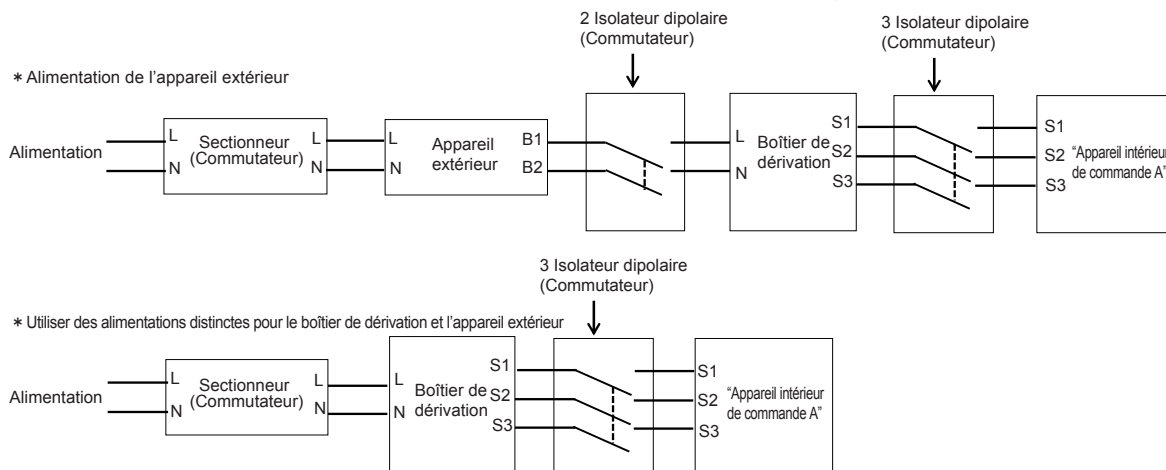 2 Isolateur dipolaire
(Commutateur)
3 Isolateur dipolaire
(Commutateur)
* Alimentation de l'appareil extérieur
Alimentation
L
N
Sectionneur
(Commutateur)
L
N
L
N
Appareil
extérieur
B1
B2
L
N
Boîtier de
dérivation
S1
S2
S3
S1
S2
S3
"Appareil intérieur
de commande A"
3 Isolateur dipolaire
(Commutateur)
* Utiliser des alimentations distinctes pour le boîtier de dérivation et l'appareil extérieur
Alimentation
L
N
Sectionneur
(Commutateur)
L
N
L
N
Boîtier de
dérivation
S1
S2
S3
S1
S2
S3
"Appareil intérieur
de commande A"